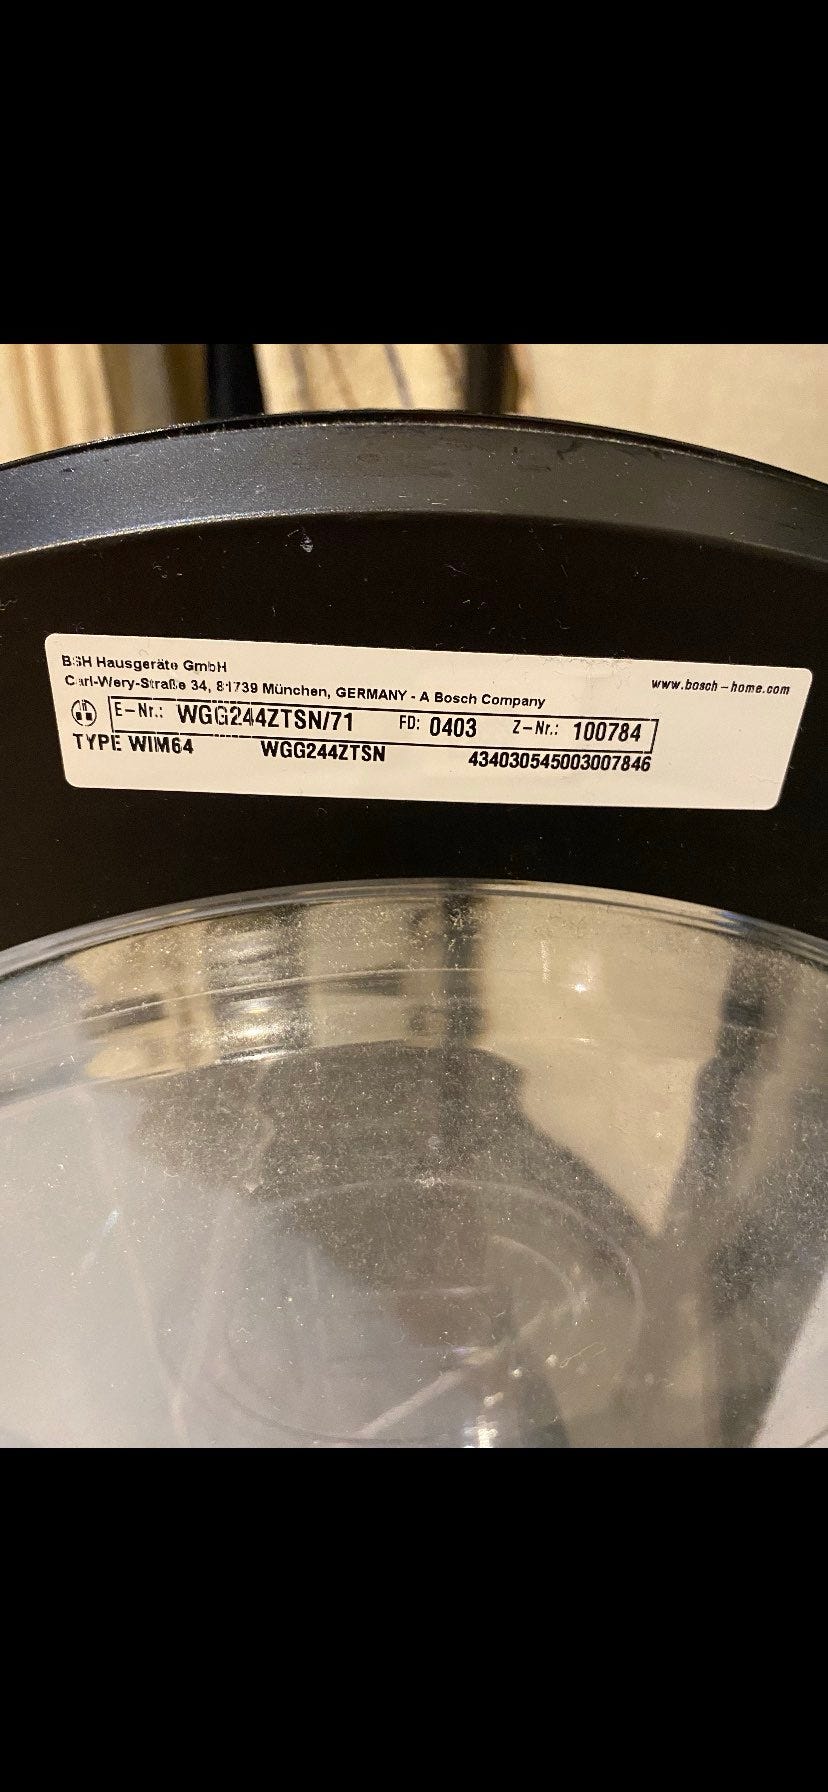 BSH Hausgeräte GmbH
Carl-Wery-Straße 34, 81739 München, GERMANY - A Bosch Company
www.bosch-home.com
E-Nr.: WGG244ZTSN/71 FD: 0403 Z-Nr.: 100784
TYPE WIM64 WGG244ZTSN 434030545003007846